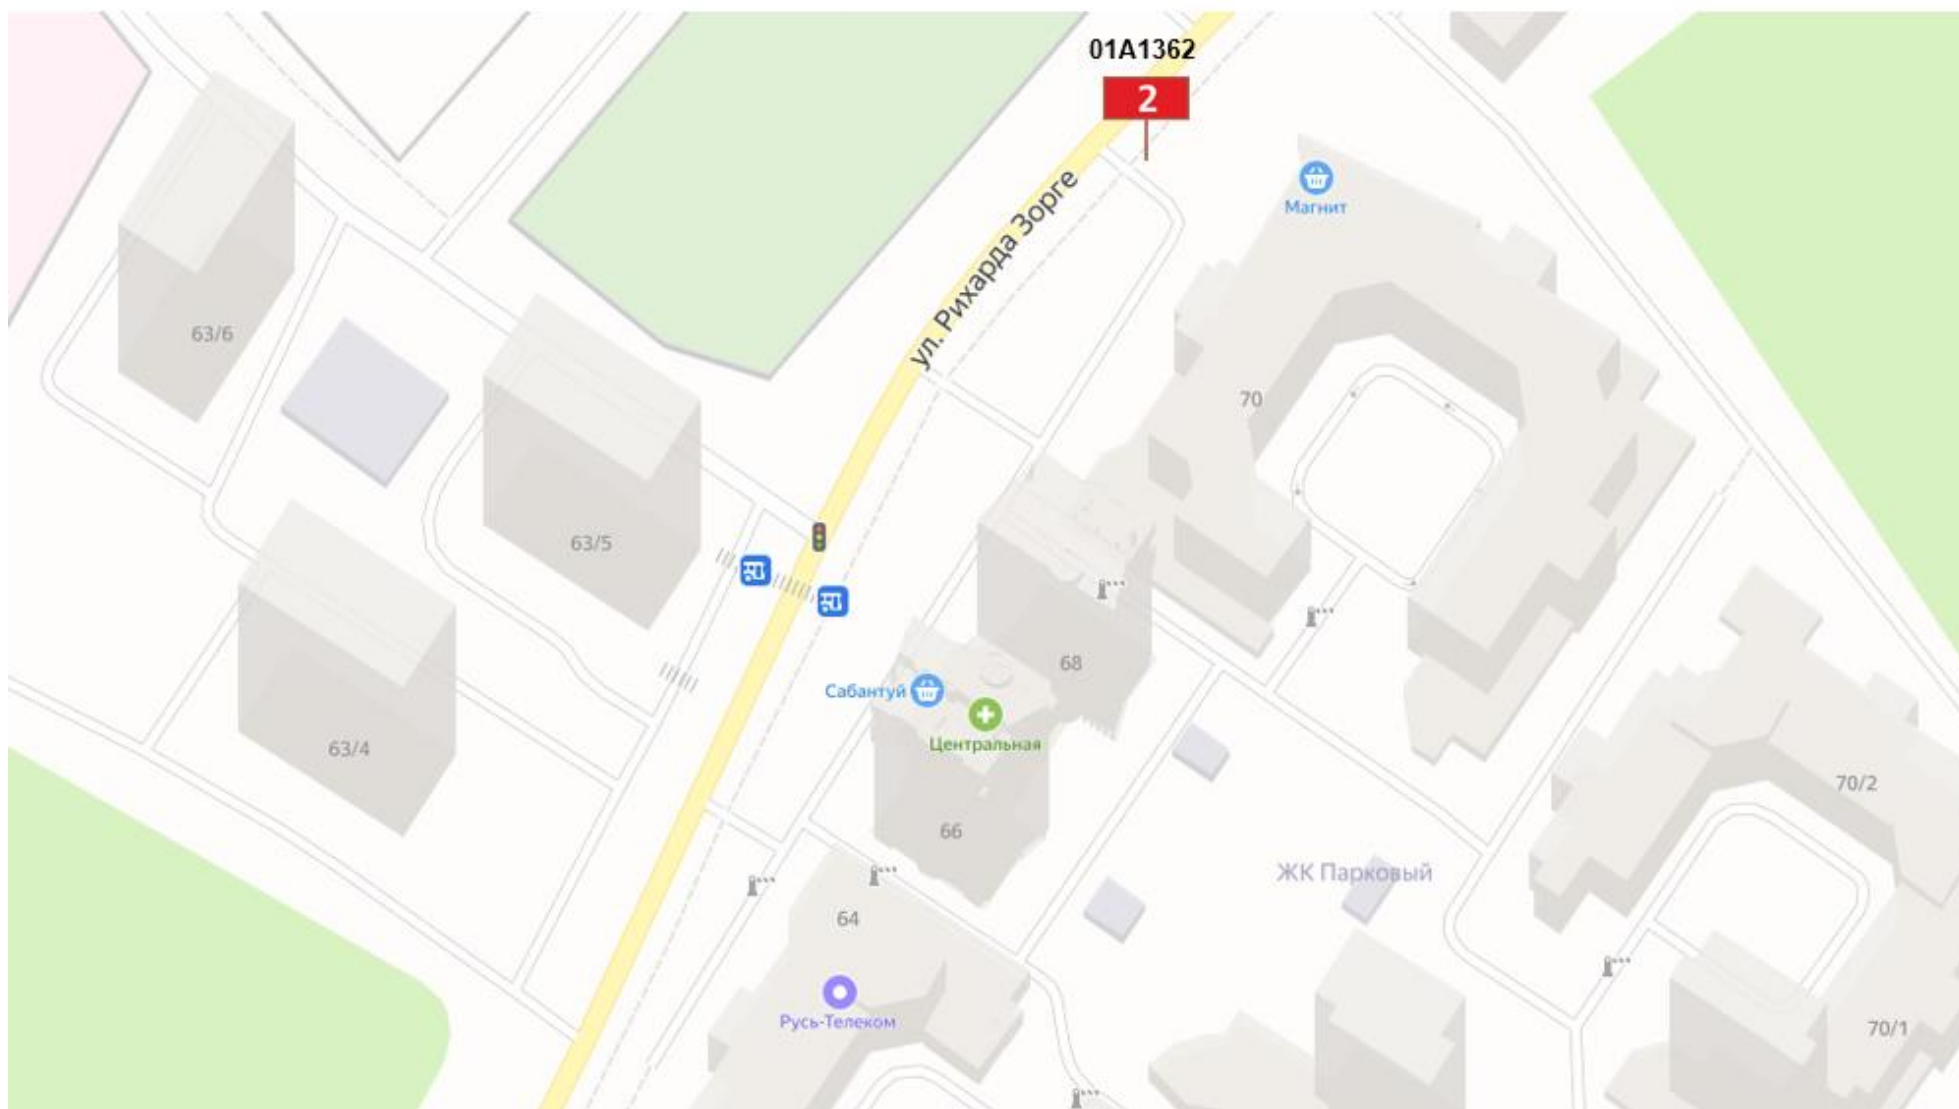 01A1362
2
Магнит
ул. Рихарда Зорге
63/6
70
63/5
68
Сабантуй
Центральная
63/4
70/2
66
ЖК Парковый
64
Русь-Телеком
70/1